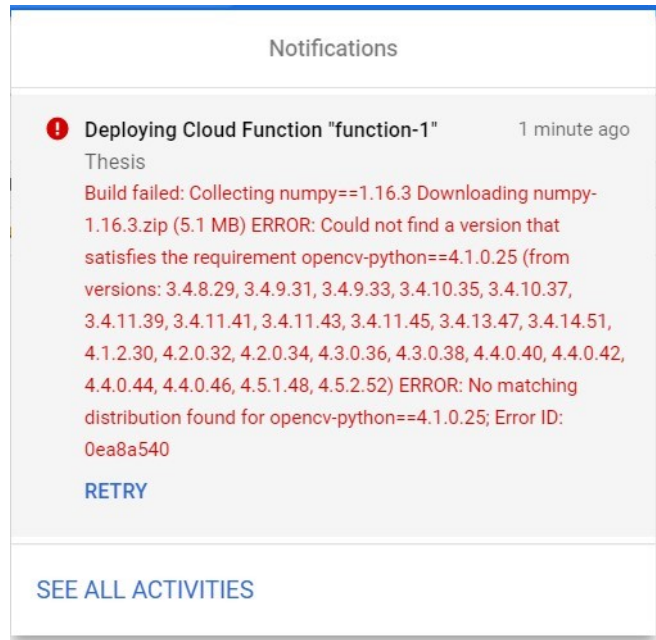 Notifications
Deploying Cloud Function "function-1" 1 minute ago
Thesis
Build failed: Collecting numpy==1.16.3 Downloading numpy-
1.16.3.zip (5.1 MB) ERROR: Could not find a version that
satisfies the requirement opencv-python==4.1.0.25 (from
versions: 3.4.8.29, 3.4.9.31, 3.4.9.33, 3.4.10.35, 3.4.10.37,
3.4.11.39, 3.4.11.41, 3.4.11.43, 3.4.11.45, 3.4.13.47, 3.4.14.51,
4.1.2.30, 4.2.0.32, 4.2.0.34, 4.3.0.36, 4.3.0.38, 4.4.0.40, 4.4.0.42,
4.4.0.44, 4.4.0.46, 4.5.1.48, 4.5.2.52) ERROR: No matching
distribution found for opencv-python==4.1.0.25; Error ID:
0ea8a540
RETRY
SEE ALL ACTIVITIES